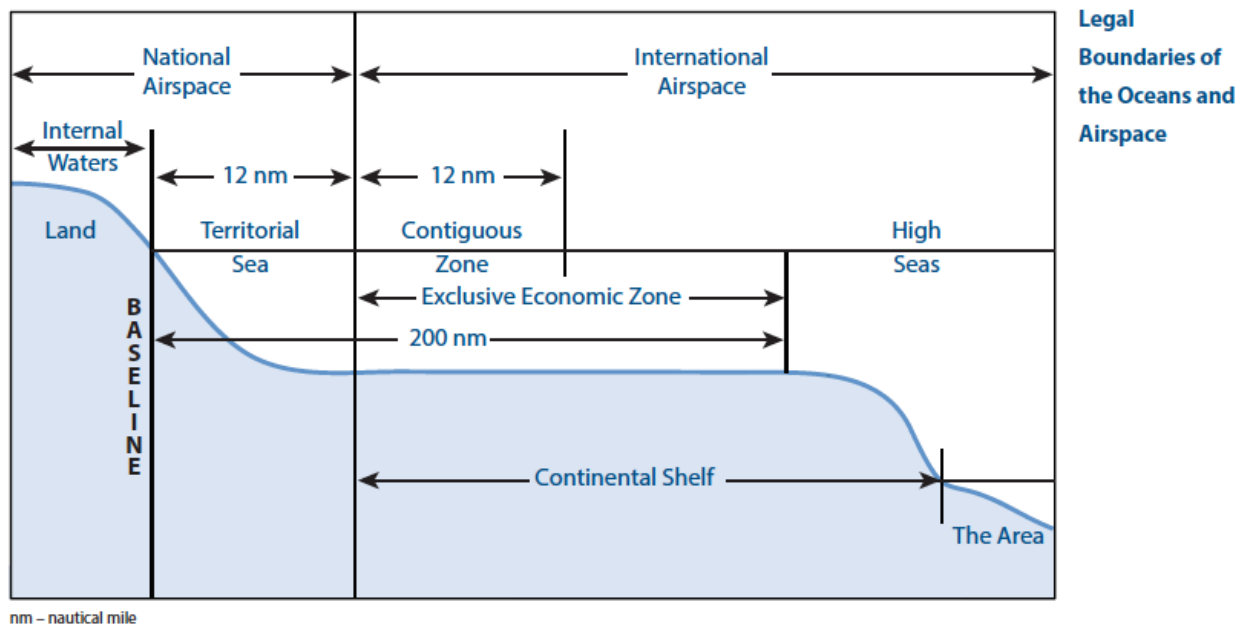 Legal
Boundaries of
the Oceans and
Airspace
National
Airspace
International
Airspace
Internal
Waters
12 nm
12 nm
Land
Territorial
Sea
Contiguous
Zone
High
Seas
Exclusive Economic Zone
200 nm
BASELINE
Continental Shelf
The Area
nm – nautical mile